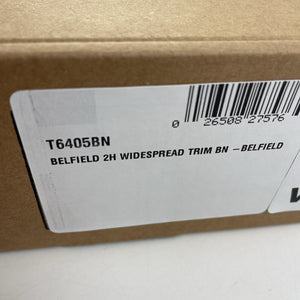 0 26508 27576
T6405BN
BELFIELD 2H WIDESPREAD TRIM BN –BELFIELD